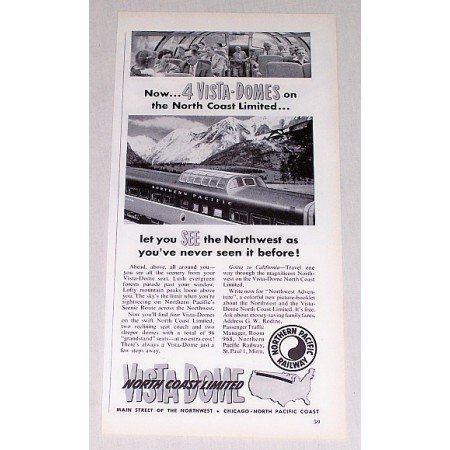 Now...4 VISTA-DOMES on
the North Coast Limited...
NORTHERN PACIFIC
let you SEE the Northwest as
you've never seen it before!
Ahead, above, all around you—
you see all the scenery from your
Vista-Dome seat. Lush evergreen
forests parade past your window.
Lofty mountain peaks loom above
you. The sky's the limit when you're
sightseeing on Northern Pacific's
Scenic Route across the Northwest.
Now you'll find four Vista-Domes
on the swift North Coast Limited,
two reclining seat coach and two
sleeper domes with a total of 96
"grandstand" seats—at no extra cost!
There's always a Vista-Dome just a
few steps away.
Going to California—Travel one
way through the magnificent North-
west on the Vista-Dome North Coast
Limited.
Write now for "Northwest Adven-
ture", a colorful new picture-booklet
about the Northwest and the Vista-
Dome North Coast Limited. It's free.
Ask about money-saving family fares.
Address G. W. Rodine,
Passenger Traffic
Manager, Room
968, Northern
Pacific Railway,
St. Paul 1, Minn.
NORTHERN PACIFIC
RAILWAY
VISTA-DOME
NORTH COAST LIMITED
MAIN STREET OF THE NORTHWEST • CHICAGO-NORTH PACIFIC COAST
59